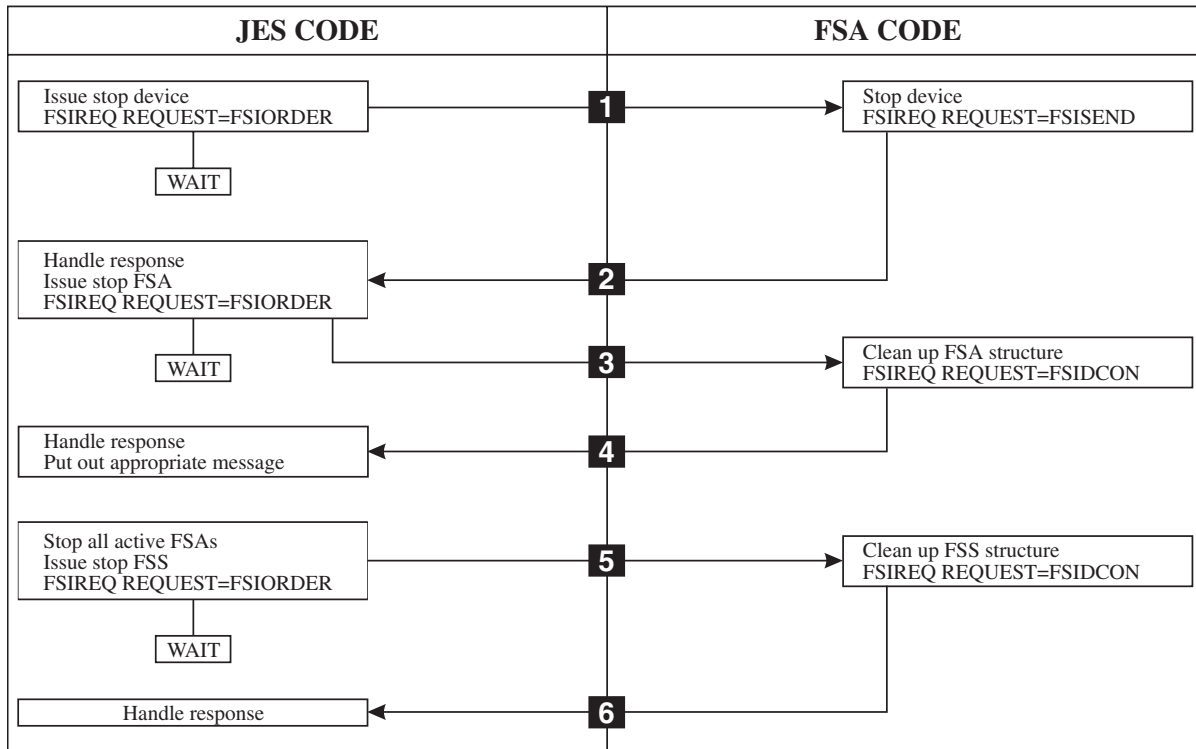 JES CODE
FSA CODE
Issue stop device
FSIREQ REQUEST=FSIORDER
1
Stop device
FSIREQ REQUEST=FSISEND
WAIT
Handle response
Issue stop FSA
FSIREQ REQUEST=FSIORDER
2
WAIT
3
Clean up FSA structure
FSIREQ REQUEST=FSIDCON
Handle response
Put out appropriate message
4
Stop all active FSAs
Issue stop FSS
FSIREQ REQUEST=FSIORDER
5
Clean up FSS structure
FSIREQ REQUEST=FSIDCON
WAIT
Handle response
6